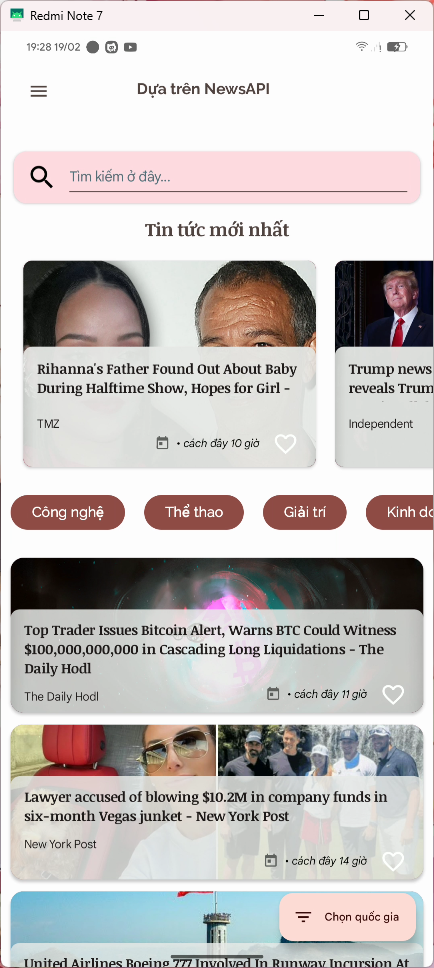 Redmi Note 7
19:28 19/02
Dựa trên NewsAPI
Tìm kiếm ở đây...
Tin tức mới nhất
Rihanna's Father Found Out About Baby
During Halftime Show, Hopes for Girl -
TMZ
• cách đây 10 giờ
Trump news
reveals Trum
Independent
Công nghệ
Thể thao
Giải trí
Kinh do
Top Trader Issues Bitcoin Alert, Warns BTC Could Witness
$100,000,000,000 in Cascading Long Liquidations - The
Daily Hodl
The Daily Hodl
• cách đây 11 giờ
Lawyer accused of blowing $10.2M in company funds in
six-month Vegas junket - New York Post
New York Post
• cách đây 14 giờ
Chọn quốc gia
United Airlines Boeing 777 Involved In Runway Incursion At